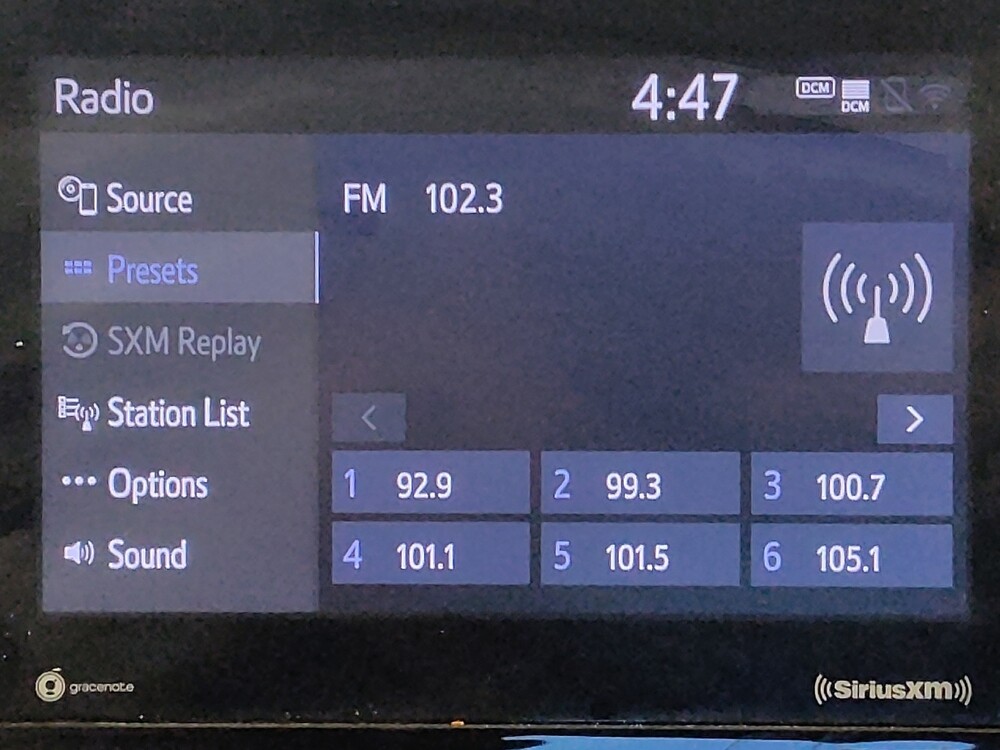 Radio 4:47 DCM DCM
Source
Presets
SXM Replay
Station List
Options
Sound
FM 102.3
1 92.9 2 99.3 3 100.7
4 101.1 5 101.5 6 105.1
gracenote
SiriusXM